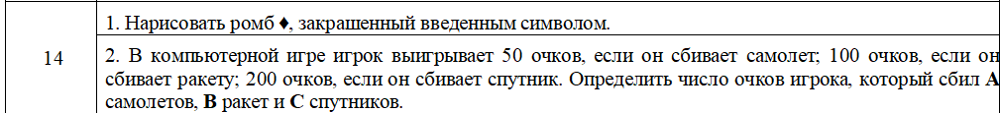 1. Нарисовать ромб ♦, закрашенный введенным символом.
14
2. В компьютерной игре игрок выигрывает 50 очков, если он сбивает самолет; 100 очков, если он
сбивает ракету; 200 очков, если он сбивает спутник. Определить число очков игрока, который сбил A
самолетов, B ракет и C спутников.